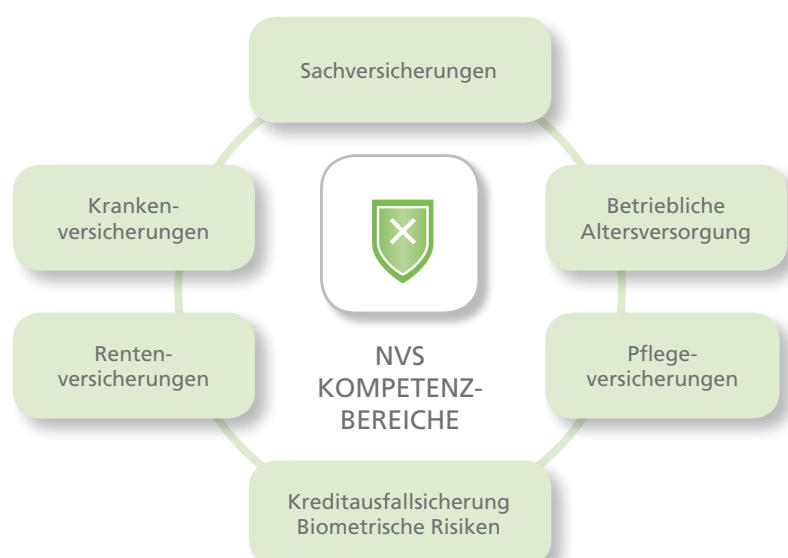 Sachversicherungen
Kranken-
versicherungen
Betriebliche
Altersversorgung
Renten-
versicherungen
NVS
KOMPETENZ-
BEREICHE
Pflege-
versicherungen
Kreditausfallsicherung
Biometrische Risiken